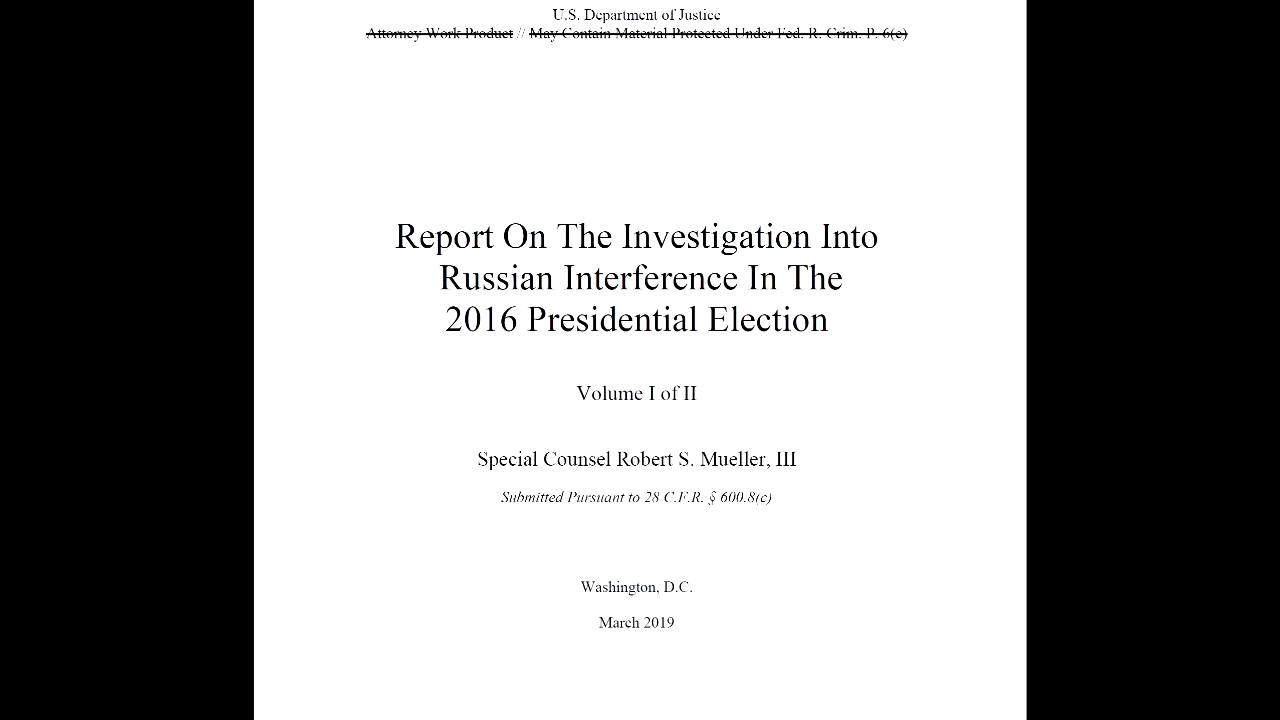 U.S. Department of Justice
Attorney Work Product // May Contain Material Protected Under Fed. R. Crim. P. 6(e)
Report On The Investigation Into
Russian Interference In The
2016 Presidential Election
Volume I of II
Special Counsel Robert S. Mueller, III
Submitted Pursuant to 28 C.F.R. § 600.8(c)
Washington, D.C.
March 2019